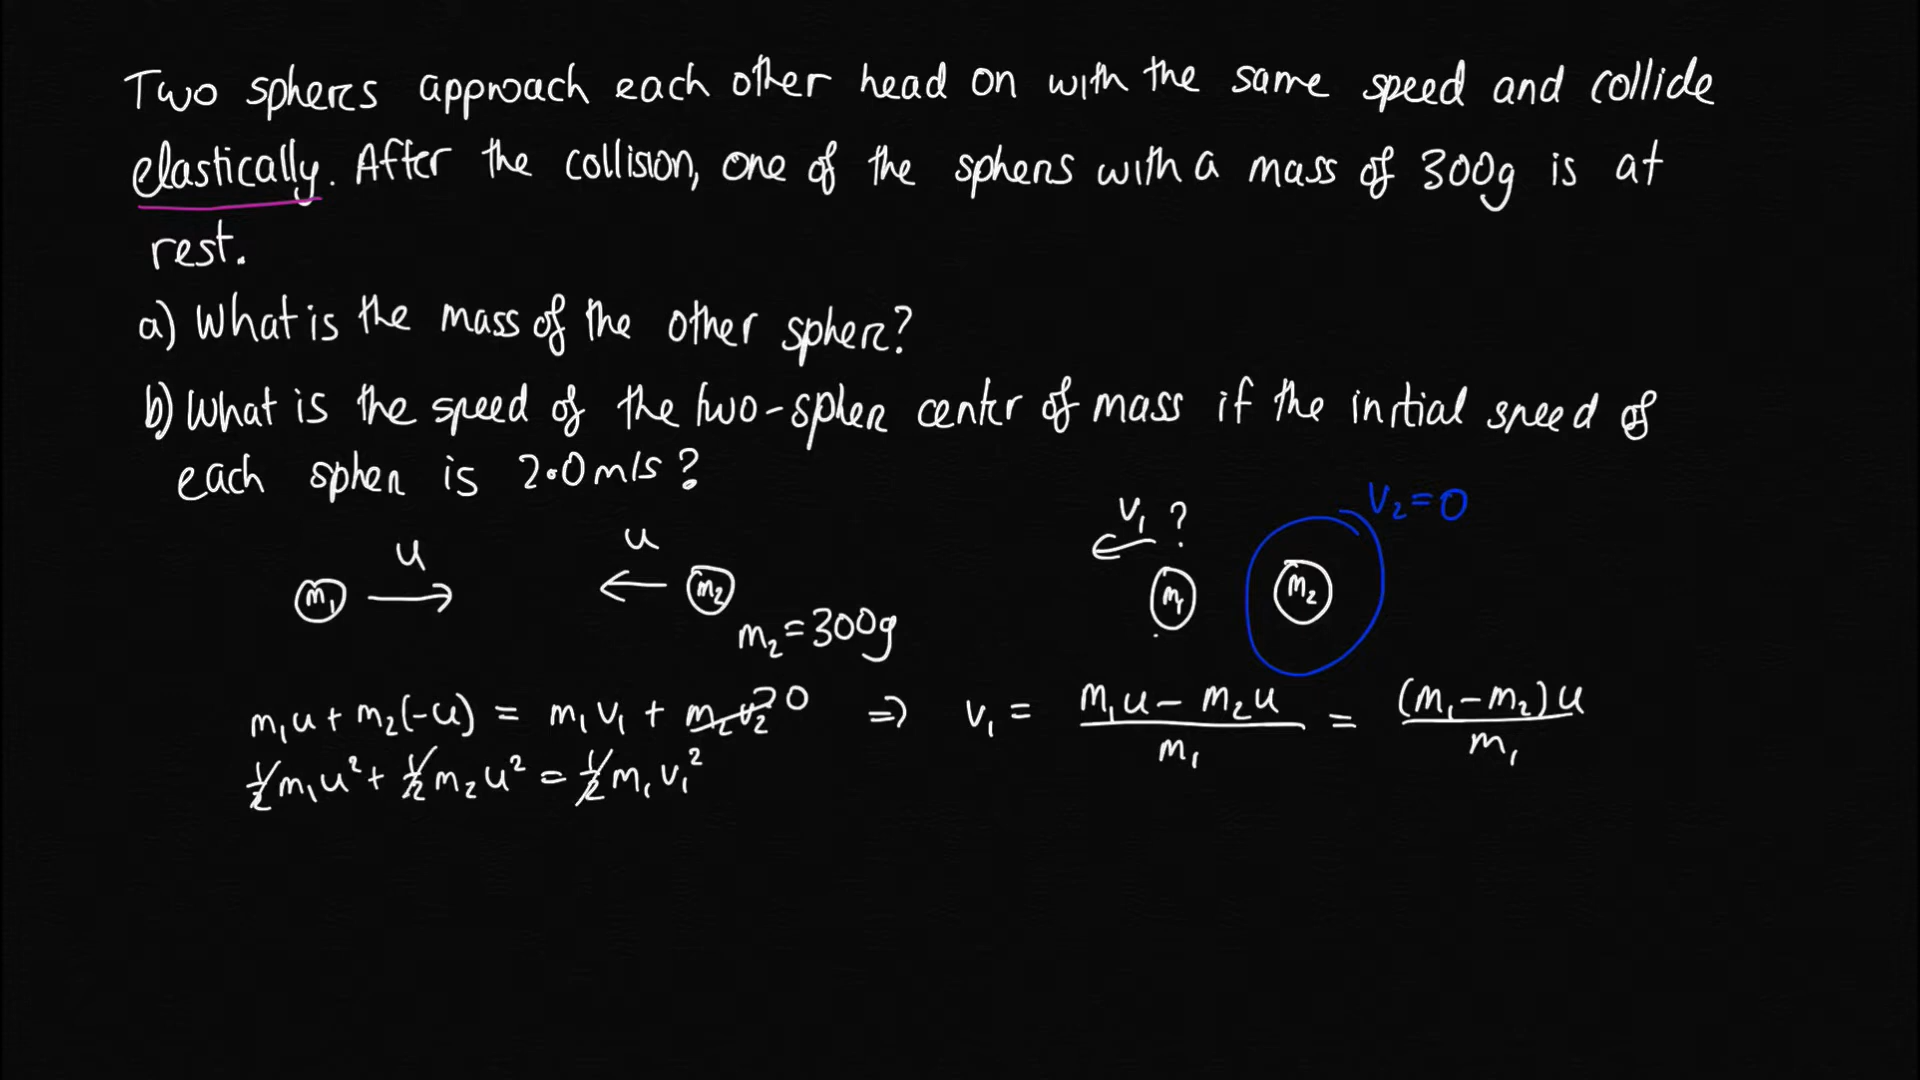 Two spheres approach each other head on with the same speed and collide
elastically. After the collision, one of the spheres with a mass of 300g is at
rest.
a) What is the mass of the other sphere?
b) What is the speed of the two-sphere center of mass if the initial speed of
each sphere is 2.0m/s?
v₂=0
v₁ ?
u u
m₁ m₂ m₁ m₂
m₂=300g
m₁u + m₂(-u) = m₁v₁ + m₂v₂ 0 ⇒ v₁ = (m₁u - m₂u)/m₁ = (m₁-m₂)u/m₁
½m₁u² + ½m₂u² = ½m₁v₁²